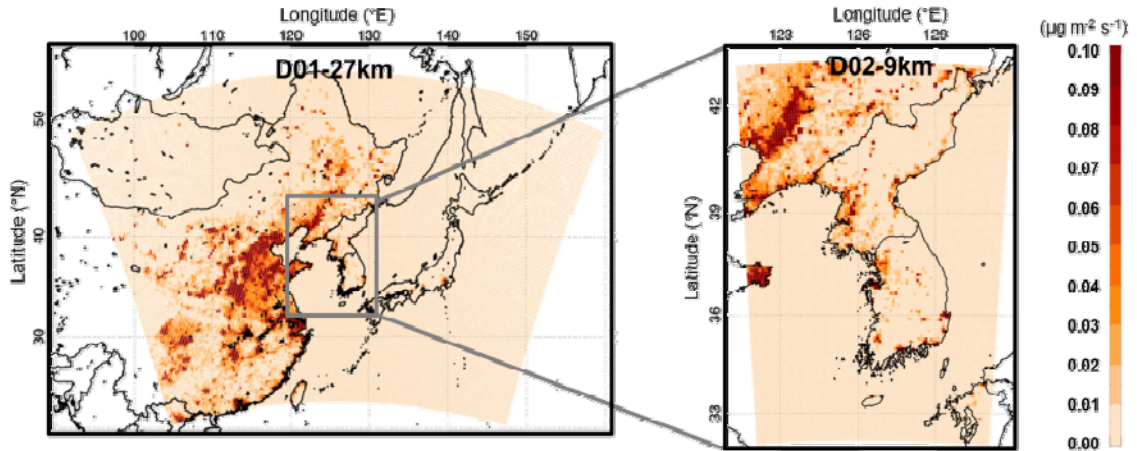 Longitude (°E)
100 110 120 130 140 150
D01-27km
Latitude (°N)
50
40
30
Longitude (°E)
123 126 129
D02-9km
Latitude (°N)
42
39
36
33
(μg m-² s-¹)
0.10
0.09
0.08
0.07
0.06
0.05
0.04
0.03
0.02
0.01
0.00